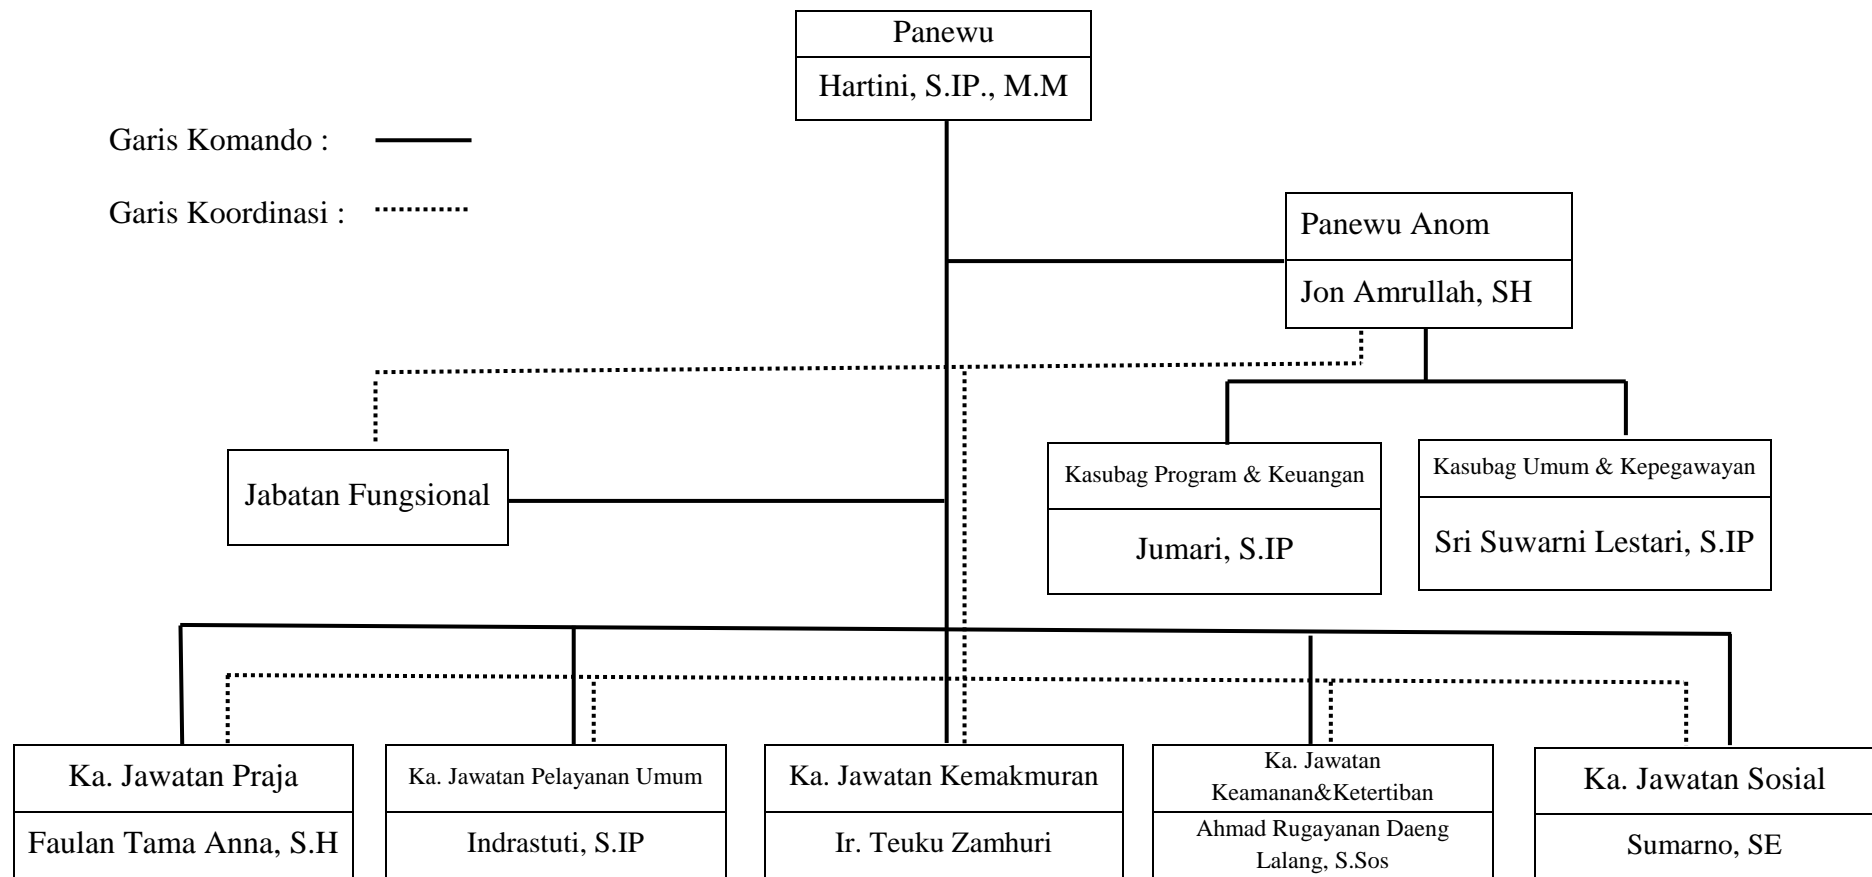 Panewu
Hartini, S.IP., M.M
Garis Komando :
Garis Koordinasi :
Panewu Anom
Jon Amrullah, SH
Jabatan Fungsional
Kasubag Program & Keuangan
Jumari, S.IP
Kasubag Umum & Kepegawayan
Sri Suwarni Lestari, S.IP
Ka. Jawatan Praja
Faulan Tama Anna, S.H
Ka. Jawatan Pelayanan Umum
Indrastuti, S.IP
Ka. Jawatan Kemakmuran
Ir. Teuku Zamhuri
Ka. Jawatan
Keamanan&Ketertiban
Ahmad Rugayanan Daeng
Lalang, S.Sos
Ka. Jawatan Sosial
Sumarno, SE